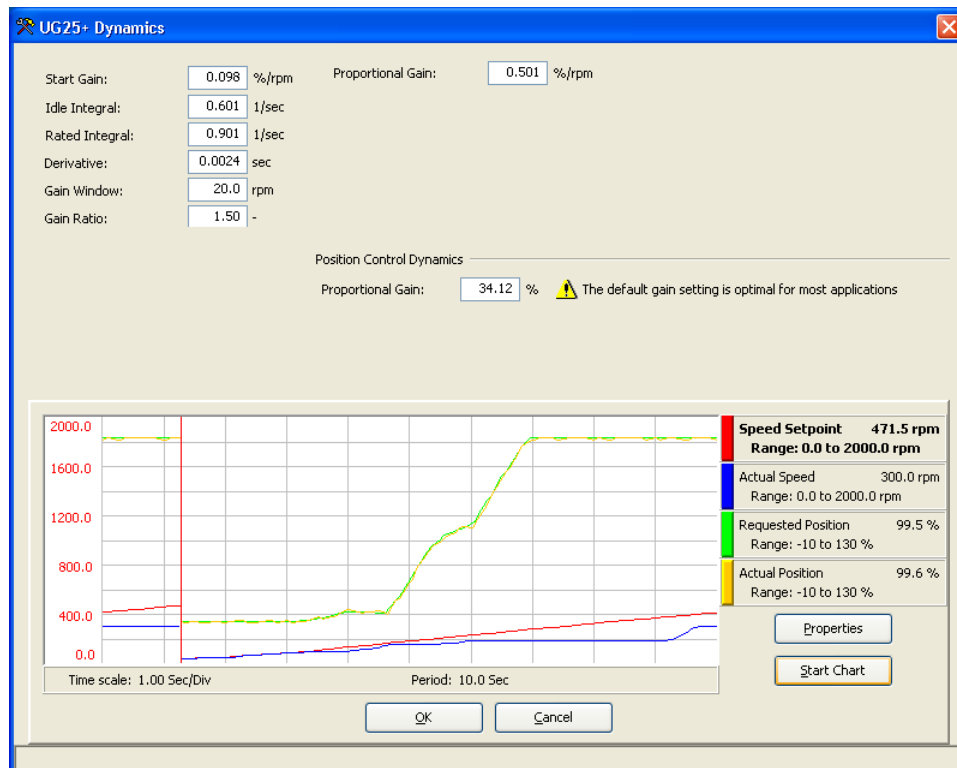 UG25+ Dynamics
Start Gain: 0.098 %/rpm Proportional Gain: 0.501 %/rpm
Idle Integral: 0.601 1/sec
Rated Integral: 0.901 1/sec
Derivative: 0.0024 sec
Gain Window: 20.0 rpm
Gain Ratio: 1.50 -
Position Control Dynamics
Proportional Gain: 34.12 % The default gain setting is optimal for most applications
2000.0
1600.0
1200.0
800.0
400.0
0.0
Time scale: 1.00 Sec/Div Period: 10.0 Sec
Speed Setpoint 471.5 rpm
Range: 0.0 to 2000.0 rpm
Actual Speed 300.0 rpm
Range: 0.0 to 2000.0 rpm
Requested Position 99.5 %
Range: -10 to 130 %
Actual Position 99.6 %
Range: -10 to 130 %
Properties
Start Chart
OK Cancel